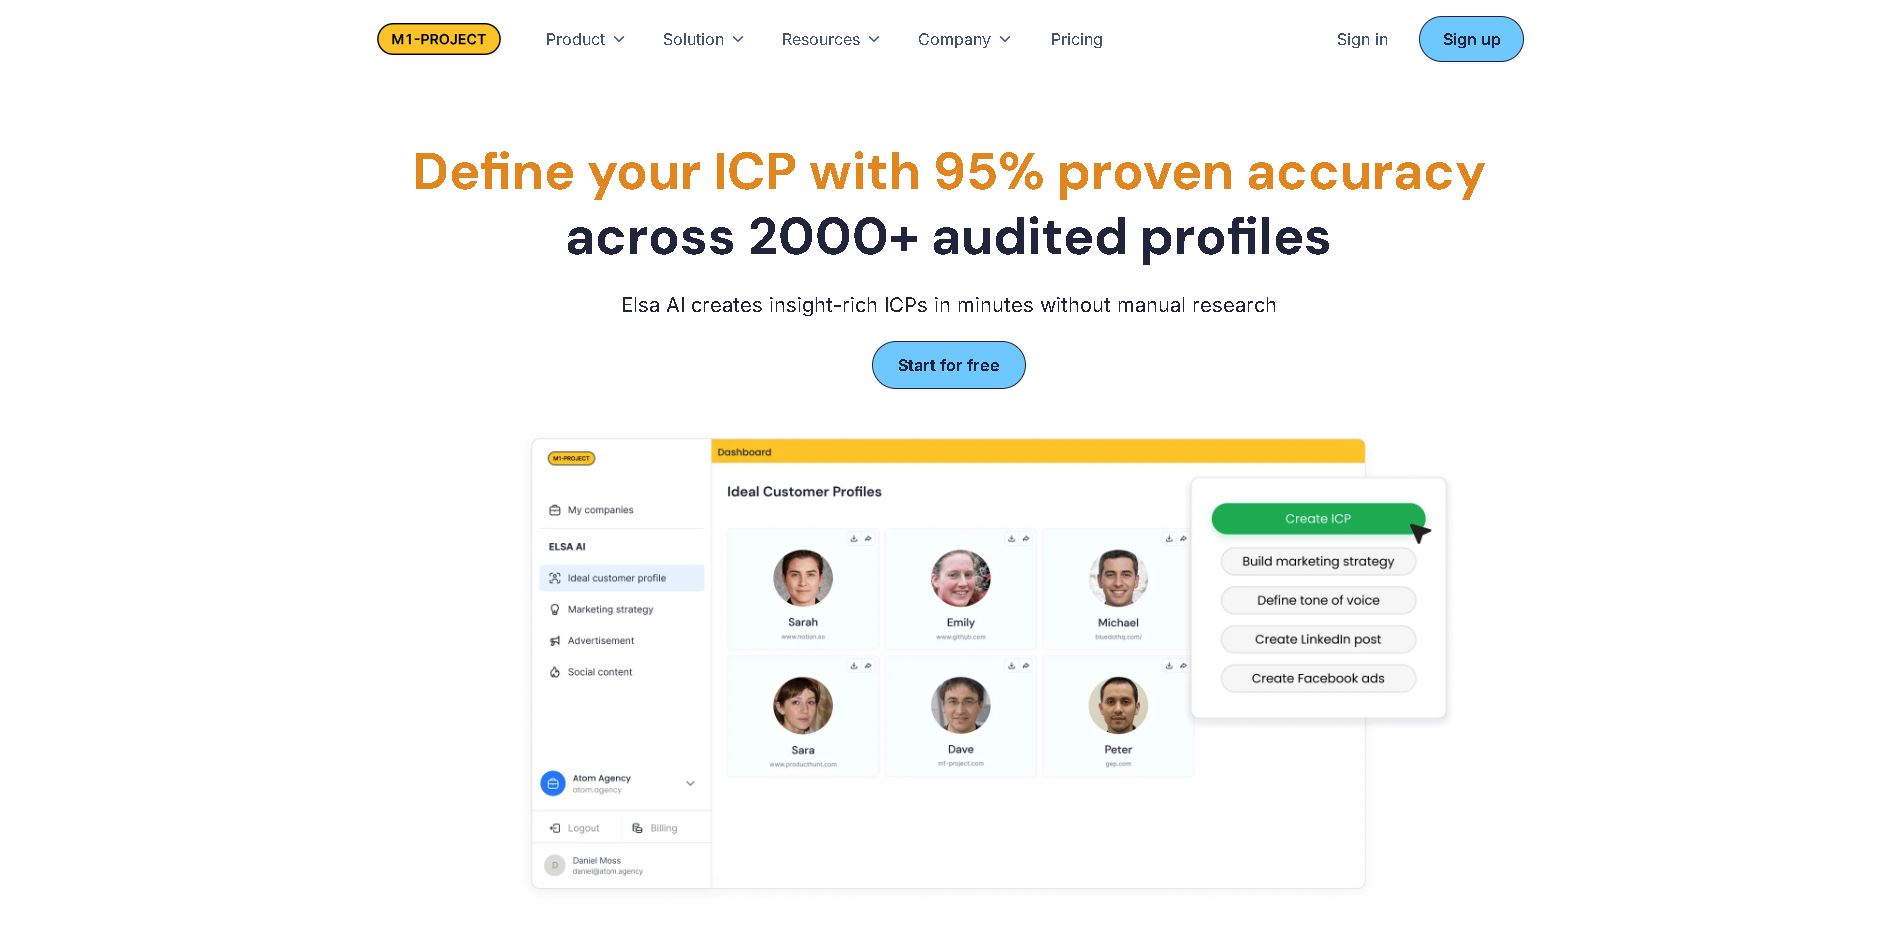 M1-PROJECT
Product
Solution
Resources
Company
Pricing
Sign in
Sign up
Define your ICP with 95% proven accuracy
across 2000+ audited profiles
Elsa AI creates insight-rich ICPs in minutes without manual research
Start for free
M1-PROJECT
My companies
ELSA AI
Ideal customer profile
Marketing strategy
Advertisement
Social content
Atom Agency
atom.agency
Logout
Billing
D
Daniel Moss
daniel@atom.agency
Dashboard
Ideal Customer Profiles
Sarah
www.notion.so
Emily
www.github.com
Michael
bluedothq.com/
Sara
www.producthunt.com
Dave
m1-project.com
Peter
gep.com
Create ICP
Build marketing strategy
Define tone of voice
Create LinkedIn post
Create Facebook ads